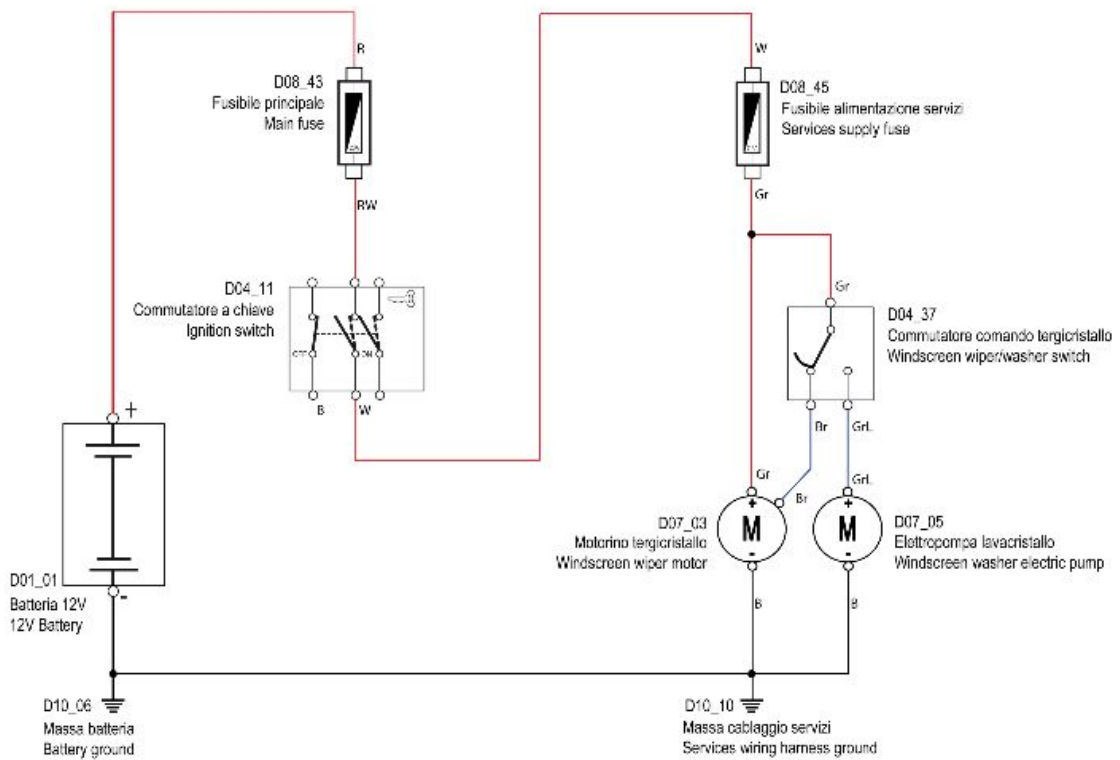 R
D08_43
Fusibile principale
Main fuse
RW
W
D08_45
Fusibile alimentazione servizi
Services supply fuse
Gr
D04_11
Commutatore a chiave
Ignition switch
OFF
ON
B
W
Gr
D04_37
Commutatore comando tergicristallo
Windscreen wiper/washer switch
Br
GrL
+
-
D01_01
Batteria 12V
12V Battery
Gr
Br
GrL
+
M
-
D07_03
Motorino tergicristallo
Windscreen wiper motor
+
M
-
D07_05
Elettropompa lavacristallo
Windscreen washer electric pump
B
B
D10_06
Massa batteria
Battery ground
D10_10
Massa cablaggio servizi
Services wiring harness ground